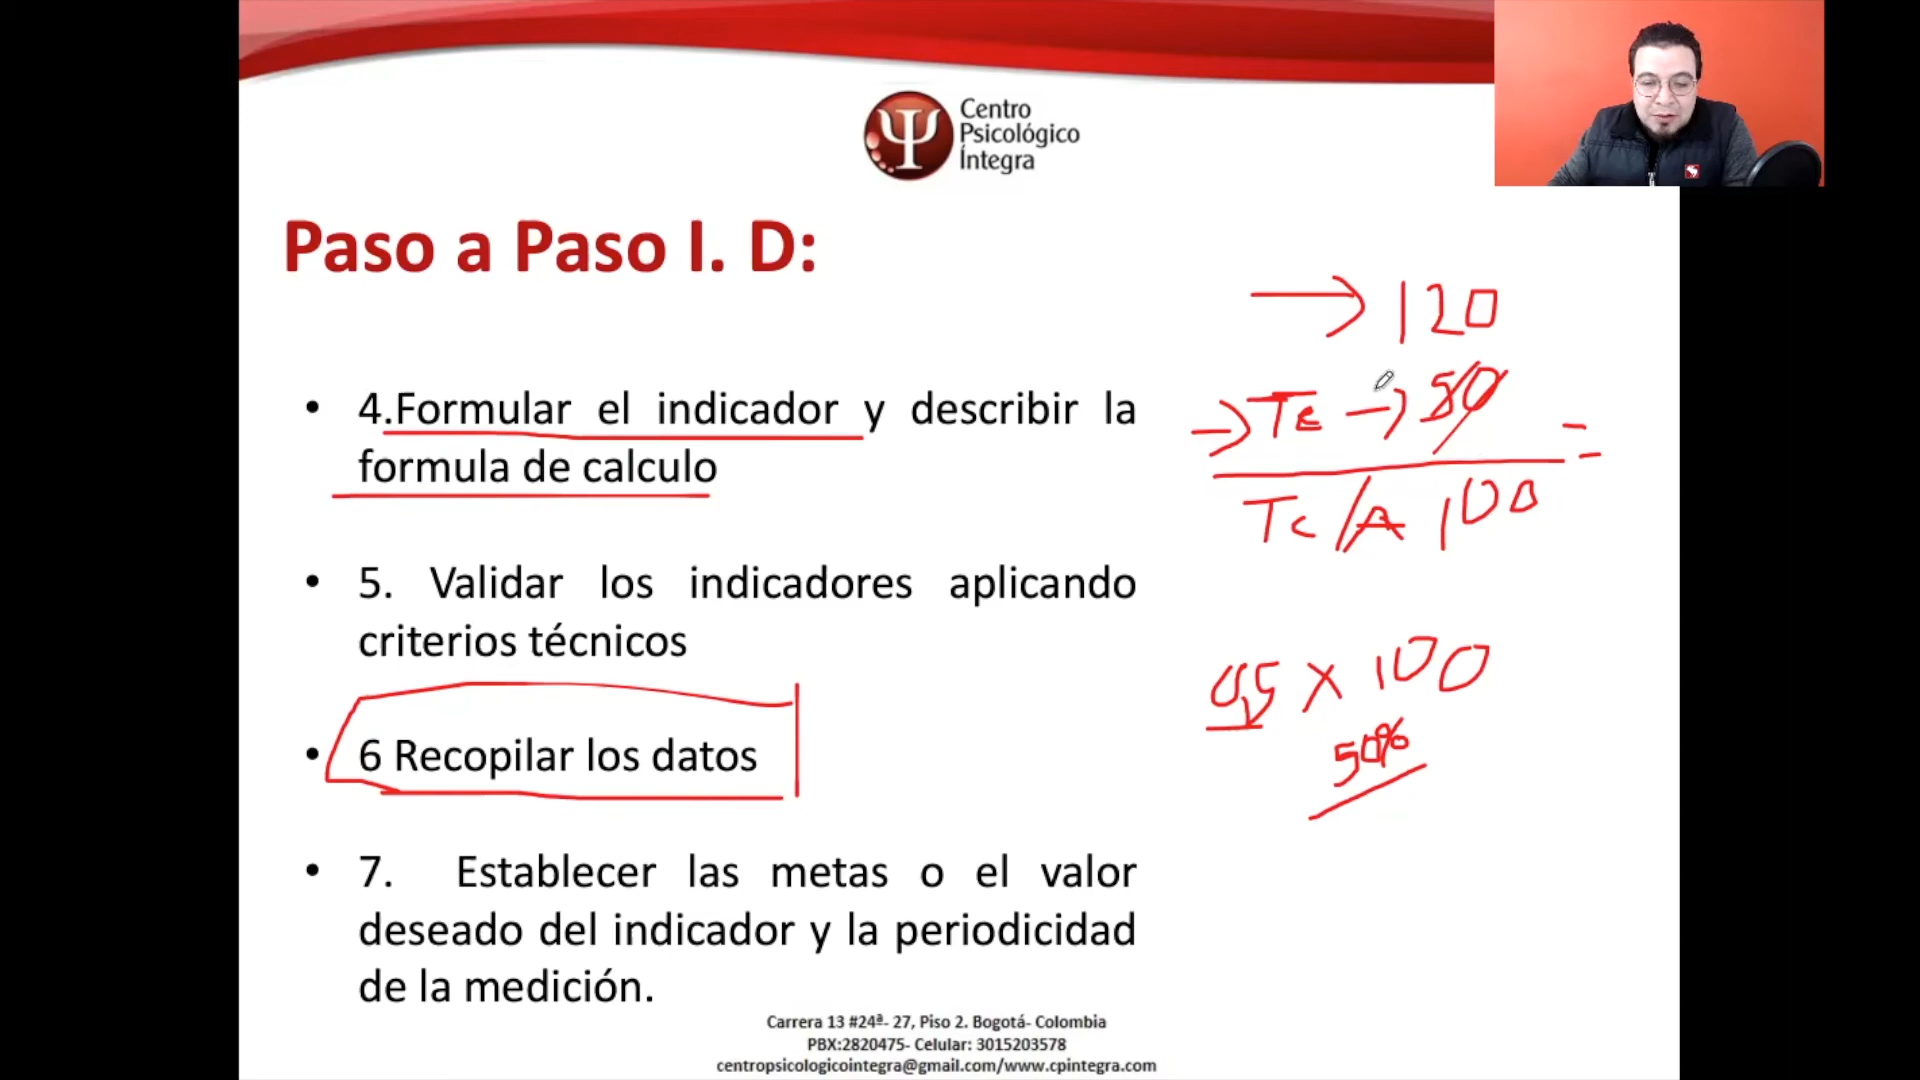 Centro
Psicológico
Íntegra
Paso a Paso I. D:
• 4.Formular el indicador y describir la
formula de calculo
• 5. Validar los indicadores aplicando
criterios técnicos
• 6 Recopilar los datos
• 7. Establecer las metas o el valor
deseado del indicador y la periodicidad
de la medición.
→ 120
→ TE → 50 =
Tc /A 100
0,5 x 100
50%
Carrera 13 #24ª- 27, Piso 2. Bogotá- Colombia
PBX:2820475- Celular: 3015203578
centropsicologicointegra@gmail.com/www.cpintegra.com